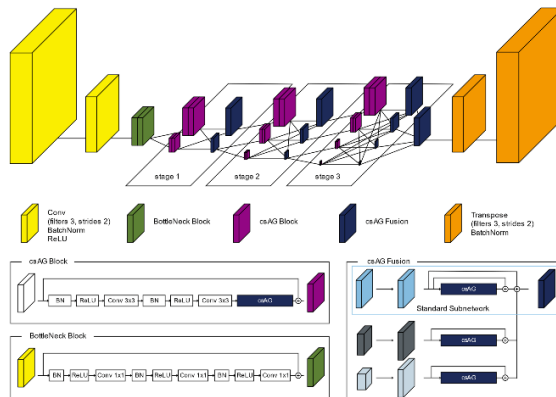 stage 1
stage 2
stage 3
Conv
(filters 3, strides 2)
BatchNorm
ReLU
BottleNeck Block
csAG Block
csAG Fusion
Transpose
(filters 3, strides 2)
BatchNorm
csAG Block
BN
ReLU
Conv 3x3
BN
ReLU
Conv 3x3
csAG
BottleNeck Block
BN
ReLU
Conv 1x1
BN
ReLU
Conv 1x1
BN
ReLU
Conv 1x1
csAG Fusion
csAG
Standard Subnetwork
csAG
csAG